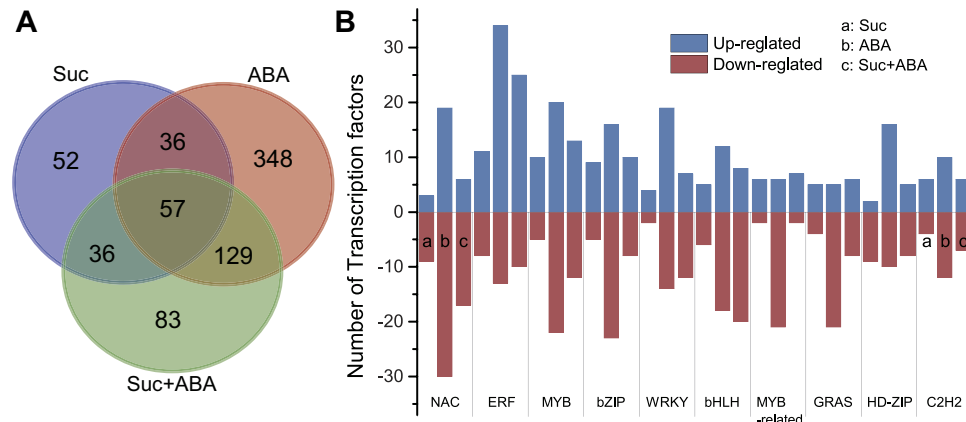 A
Suc
ABA
36
52
348
57
36
129
83
Suc+ABA
B
Up-reglated
Down-reglated
a: Suc
b: ABA
c: Suc+ABA
Number of Transcription factors
30
20
10
0
-10
-20
-30
a b c
a b c
NAC ERF MYB bZIP WRKY bHLH MYB -related GRAS HD-ZIP C2H2